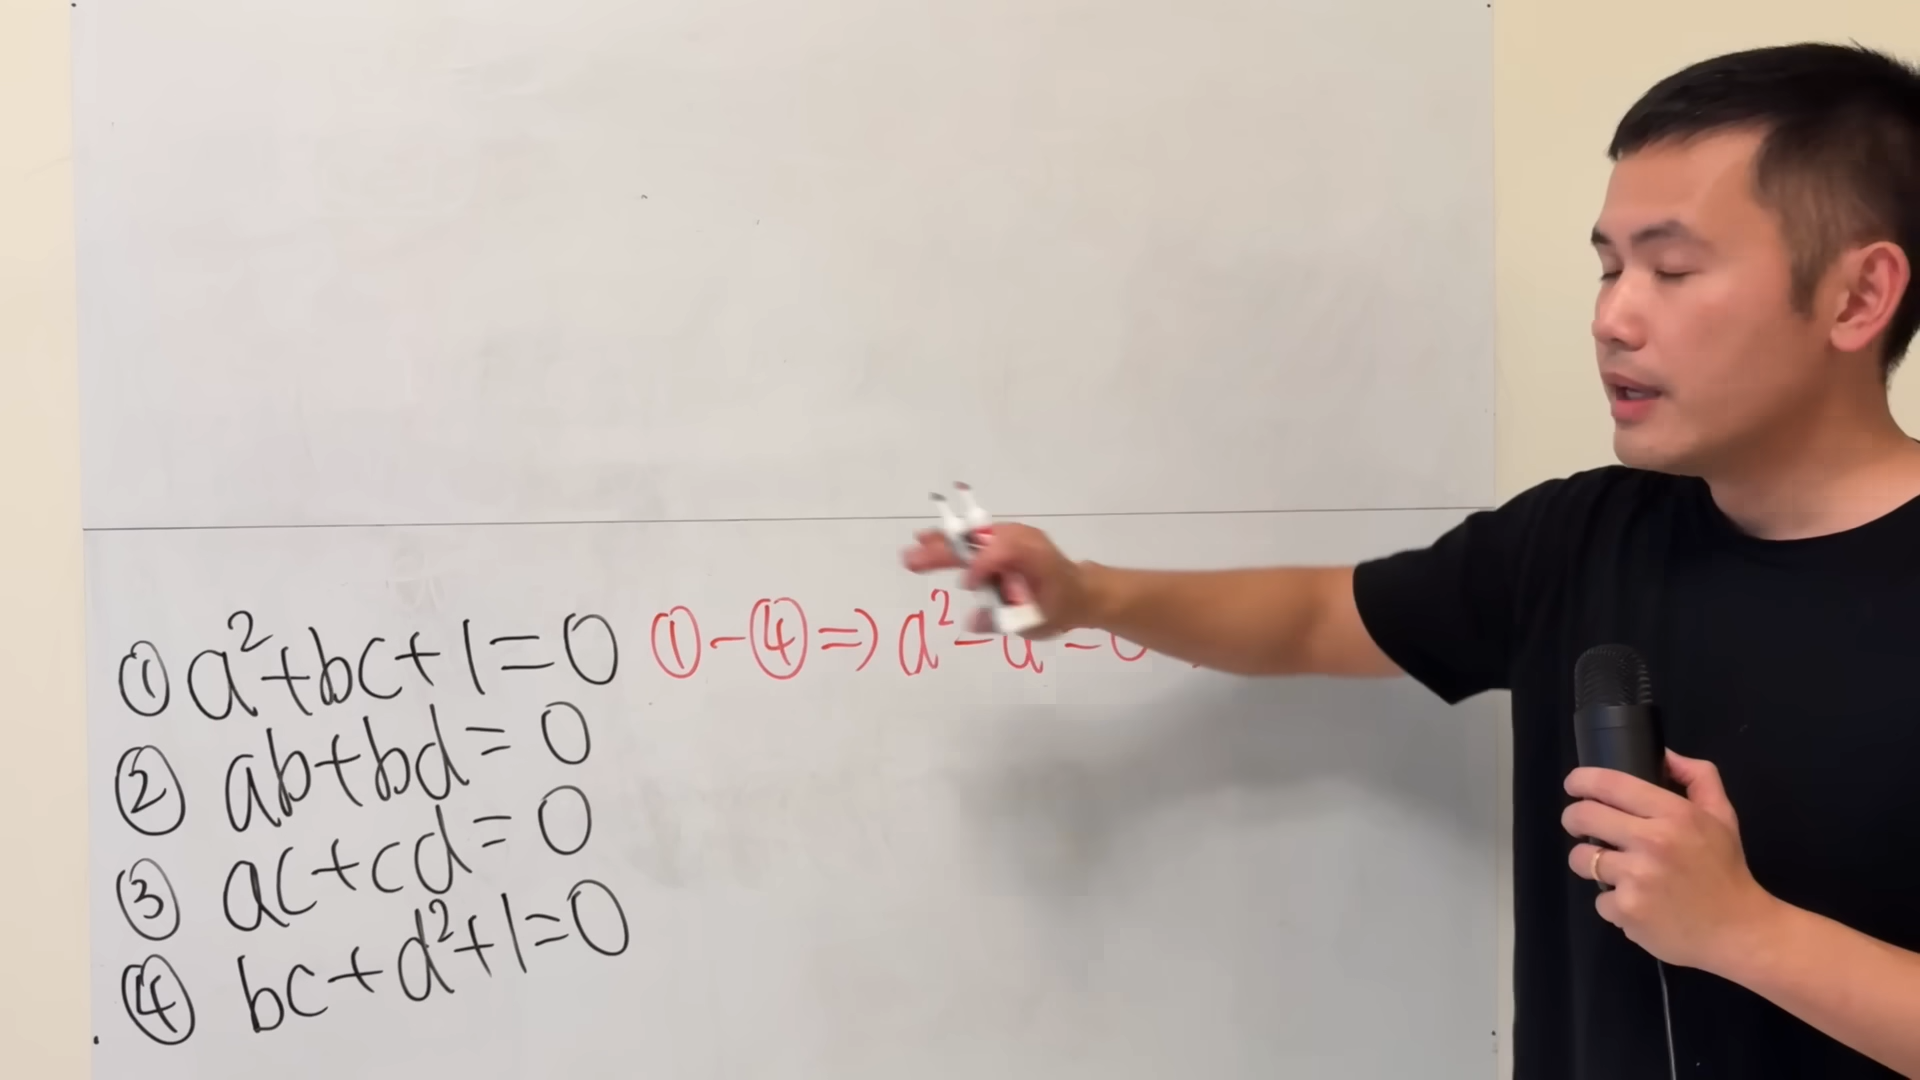 ① a²+bc+1=0 ①-④=> a²-
② ab+bd=0
③ ac+cd=0
④ bc+d²+1=0